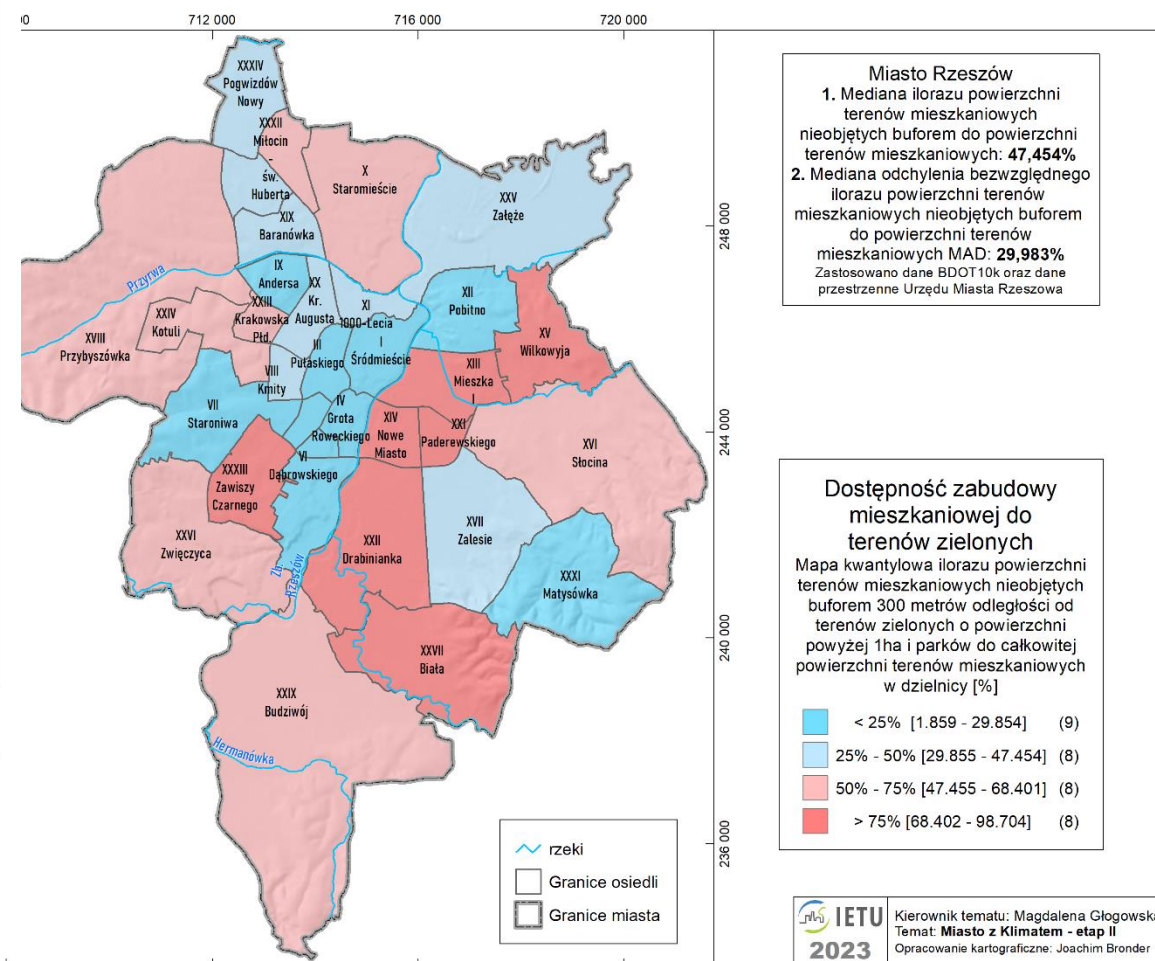 00
712 000
716 000
720 000
XXXIV
Pogwizdów
Nowy
XXXII
Miłocin
-
św.
Huberta
X
Staromieście
XXV
Załęże
248 000
XIX
Baranówka
Przyrwa
IX
Andersa
XX
Kr.
Augusta
XI
1000-Lecia
XII
Pobitno
XXIII
Krakowska
Płd.
XXIV
Kotuli
XVIII
Przybyszówka
III
Pułaskiego
I
Śródmieście
XV
Wilkowyja
VIII
Kmity
XIII
Mieszka
I
VII
Staroniwa
IV
Grota
Roweckiego
XIV
Nowe
Miasto
XXI
Paderewskiego
244 000
XVI
Słocina
VI
Dąbrowskiego
XXXIII
Zawiszy
Czarnego
XXVI
Zwięczyca
XXII
Drabinianka
XVII
Zalesie
Zb.
Rzeszów
XXXI
Matysówka
240 000
XXVII
Biała
XXIX
Budziwój
Hermanówka
236 000
rzeki
Granice osiedli
Granice miasta
Miasto Rzeszów
1. Mediana ilorazu powierzchni
terenów mieszkaniowych
nieobjętych buforem do powierzchni
terenów mieszkaniowych: 47,454%
2. Mediana odchylenia bezwzględnego
ilorazu powierzchni terenów
mieszkaniowych nieobjętych buforem
do powierzchni terenów
mieszkaniowych MAD: 29,983%
Zastosowano dane BDOT10k oraz dane
przestrzenne Urzędu Miasta Rzeszowa
Dostępność zabudowy
mieszkaniowej do
terenów zielonych
Mapa kwantylowa ilorazu powierzchni
terenów mieszkaniowych nieobjętych
buforem 300 metrów odległości od
terenów zielonych o powierzchni
powyżej 1ha i parków do całkowitej
powierzchni terenów mieszkaniowych
w dzielnicy [%]
< 25% [1.859 - 29.854] (9)
25% - 50% [29.855 - 47.454] (8)
50% - 75% [47.455 - 68.401] (8)
> 75% [68.402 - 98.704] (8)
IETU
2023
Kierownik tematu: Magdalena Głogowska
Temat: Miasto z Klimatem - etap II
Opracowanie kartograficzne: Joachim Bronder